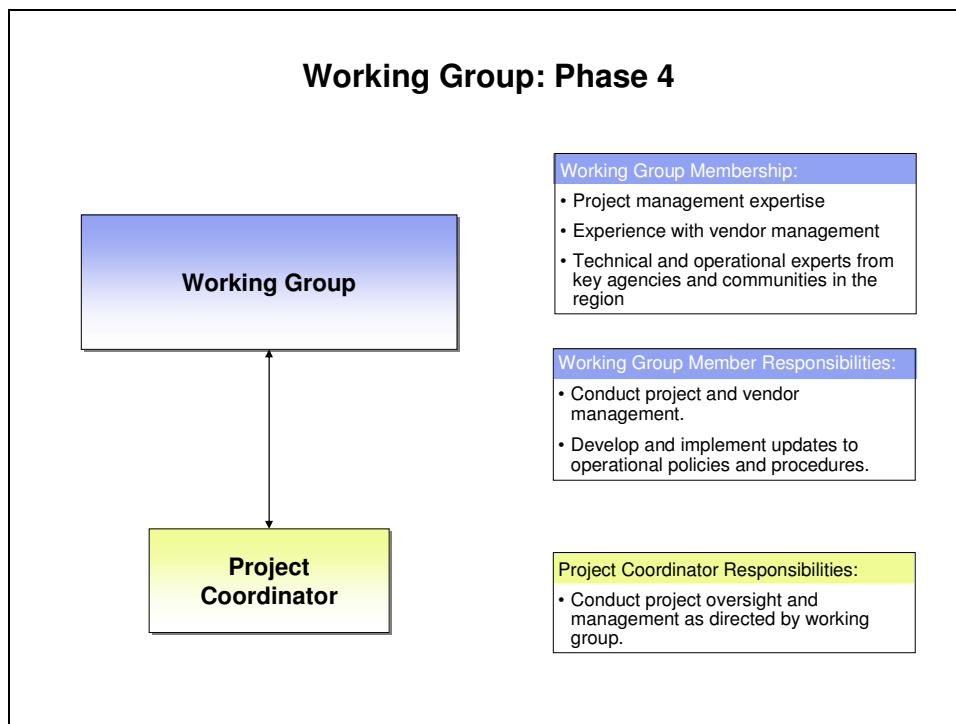 Working Group: Phase 4
Working Group
Project
Coordinator
Working Group Membership:
• Project management expertise
• Experience with vendor management
• Technical and operational experts from
key agencies and communities in the
region
Working Group Member Responsibilities:
• Conduct project and vendor
management.
• Develop and implement updates to
operational policies and procedures.
Project Coordinator Responsibilities:
• Conduct project oversight and
management as directed by working
group.